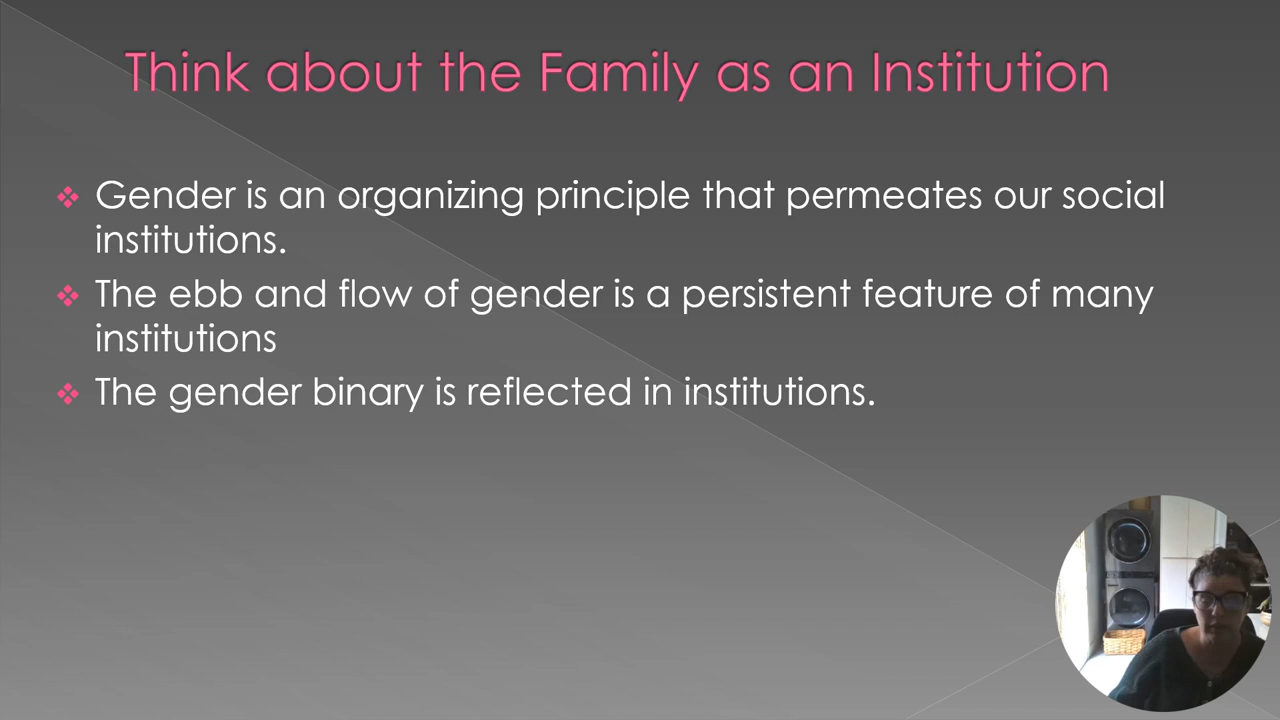 Think about the Family as an Institution
Gender is an organizing principle that permeates our social
institutions.
The ebb and flow of gender is a persistent feature of many
institutions
The gender binary is reflected in institutions.